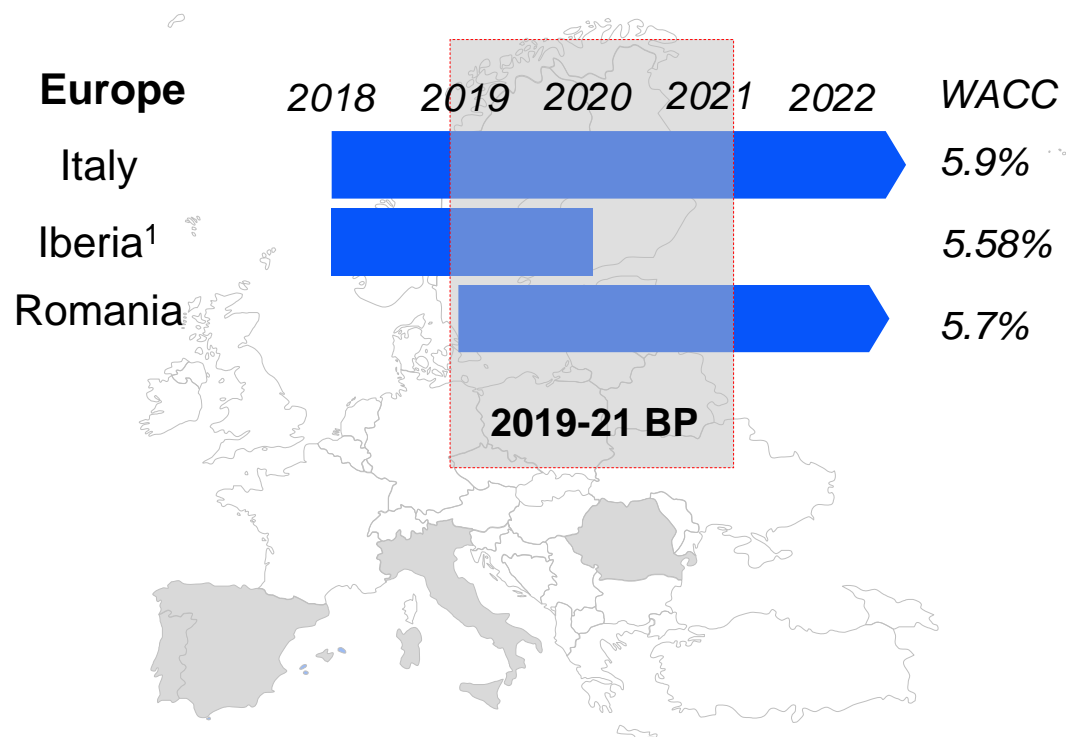 Europe 2018 2019 2020 2021 2022 WACC
Italy 5.9%
Iberia¹ 5.58%
Romania 5.7%
2019-21 BP